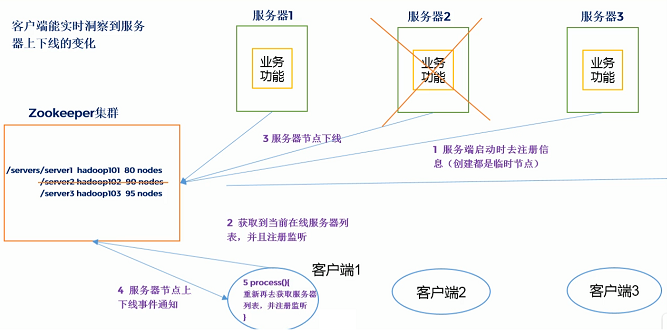 客户端能实时洞察到服务
器上下线的变化
服务器1
服务器2
服务器3
业务
功能
业务
功能
业务
功能
Zookeeper集群
/servers/server1 hadoop101 80 nodes
/server2 hadoop102 90 nodes
/server3 hadoop103 95 nodes
3 服务器节点下线
1 服务端启动时去注册信
息（创建都是临时节点）
2 获取到当前在线服务器列
表，并且注册监听
4 服务器节点上
下线事件通知
客户端1
5 process(){
重新再去获取服务器
列表，并注册监听
}
客户端2
客户端3